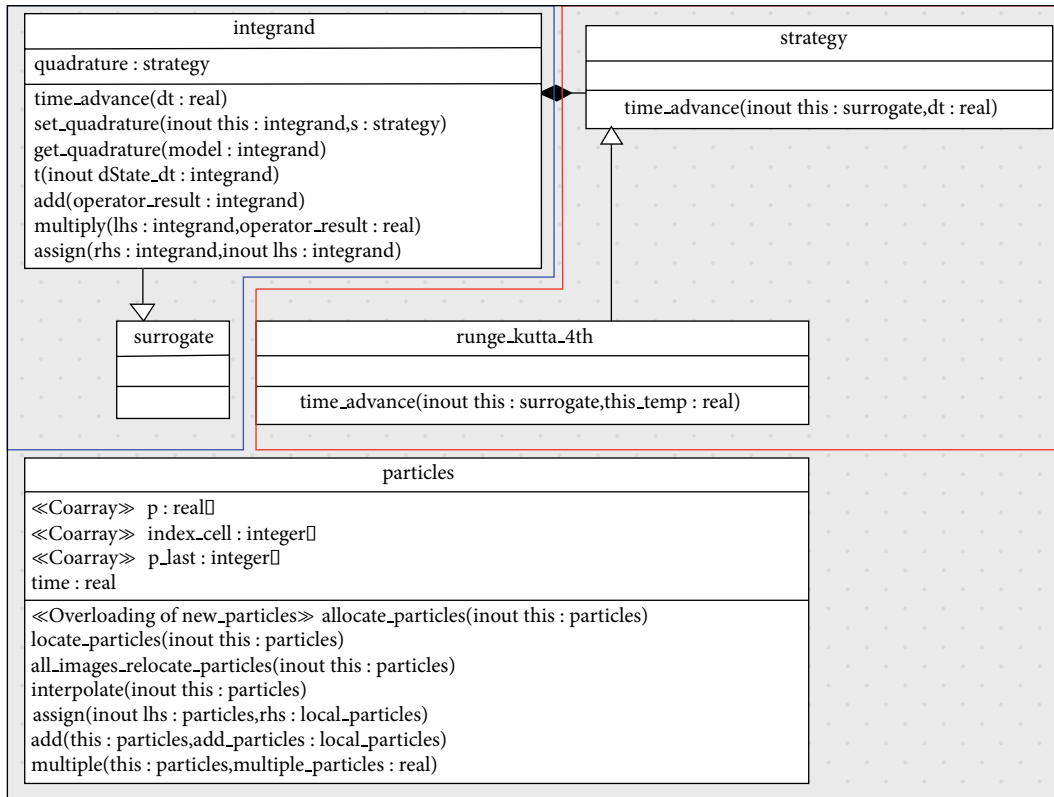 integrand
quadrature : strategy
time_advance(dt : real)
set_quadrature(inout this : integrand,s : strategy)
get_quadrature(model : integrand)
t(inout dState_dt : integrand)
add(operator_result : integrand)
multiply(lhs : integrand,operator_result : real)
assign(rhs : integrand,inout lhs : integrand)
strategy
time_advance(inout this : surrogate,dt : real)
surrogate
runge_kutta_4th
time_advance(inout this : surrogate,this_temp : real)
particles
≪Coarray≫ p : real▯
≪Coarray≫ index_cell : integer▯
≪Coarray≫ p_last : integer▯
time : real
≪Overloading of new_particles≫ allocate_particles(inout this : particles)
locate_particles(inout this : particles)
all_images_relocate_particles(inout this : particles)
interpolate(inout this : particles)
assign(inout lhs : particles,rhs : local_particles)
add(this : particles,add_particles : local_particles)
multiple(this : particles,multiple_particles : real)